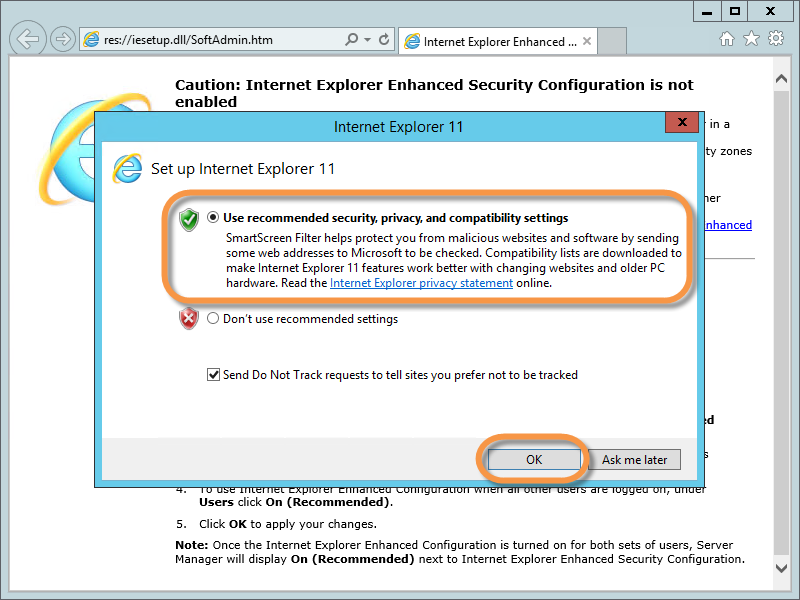 res://iesetup.dll/SoftAdmin.htm
Internet Explorer Enhanced ...
Caution: Internet Explorer Enhanced Security Configuration is not
enabled
in a
ty zones
her
nhanced
Internet Explorer 11
Set up Internet Explorer 11
Use recommended security, privacy, and compatibility settings
SmartScreen Filter helps protect you from malicious websites and software by sending
some web addresses to Microsoft to be checked. Compatibility lists are downloaded to
make Internet Explorer 11 features work better with changing websites and older PC
hardware. Read the Internet Explorer privacy statement online.
Don't use recommended settings
Send Do Not Track requests to tell sites you prefer not to be tracked
ed
s
OK
Ask me later
4. To use Internet Explorer Enhanced Configuration when all other users are logged on, under
Users click On (Recommended).
5. Click OK to apply your changes.
Note: Once the Internet Explorer Enhanced Configuration is turned on for both sets of users, Server
Manager will display On (Recommended) next to Internet Explorer Enhanced Security Configuration.